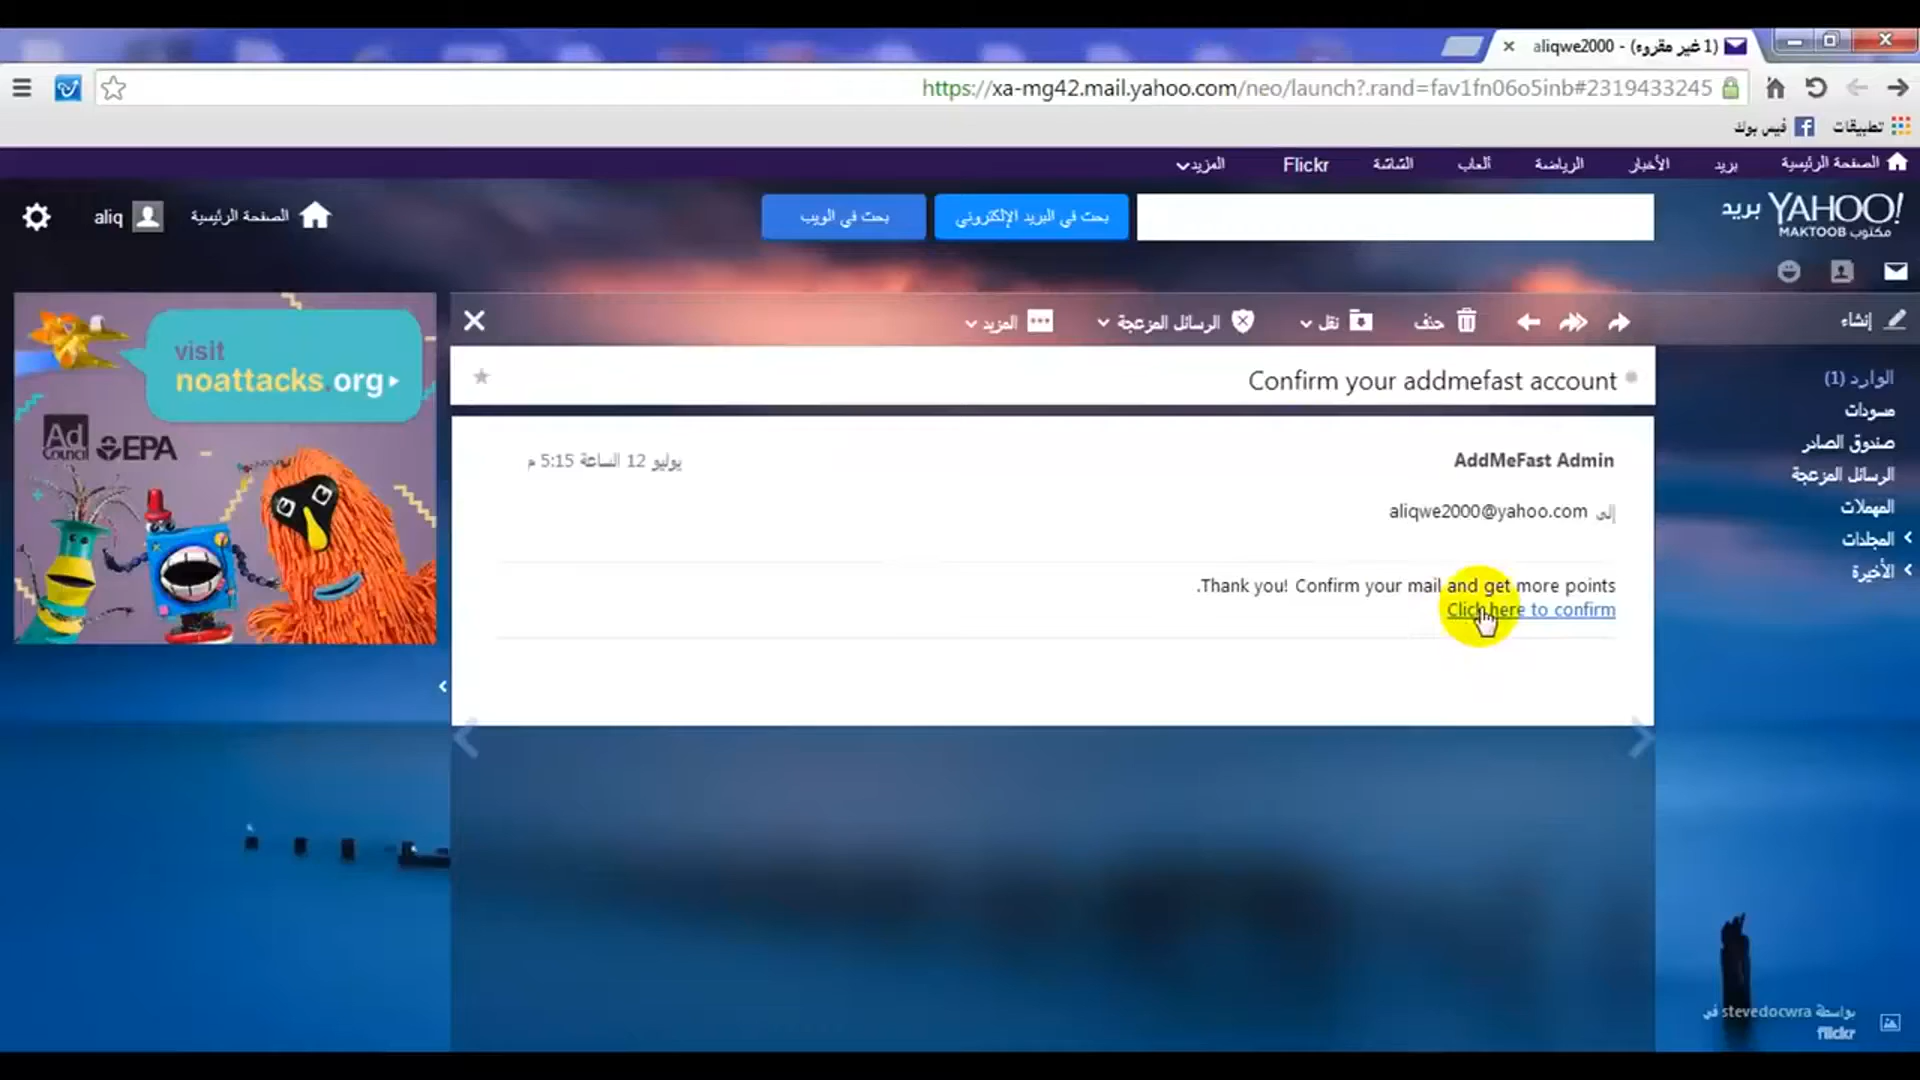 (1 غير مقروء) - aliqwe2000
https://xa-mg42.mail.yahoo.com/neo/launch?.rand=fav1fn06o5inb#2319433245
تطبيقات
فيس بوك
الصفحة الرئيسية
بريد
الأخبار
الرياضة
ألعاب
الشاشة
Flickr
المزيد
YAHOO! بريد
MAKTOOB مكتوب
بحث في البريد الإلكتروني
بحث في الويب
الصفحة الرئيسية
aliq
إنشاء
حذف
نقل
الرسائل المزعجة
المزيد
الوارد (1)
مسودات
صندوق الصادر
الرسائل المزعجة
المهملات
المجلدات
الأخيرة
Confirm your addmefast account
AddMeFast Admin
يوليو 12 الساعة 5:15 م
إلى aliqwe2000@yahoo.com
.Thank you! Confirm your mail and get more points
Click here to confirm
visit
noattacks.org
Ad Council
EPA
بواسطة stevedocwra في
flickr